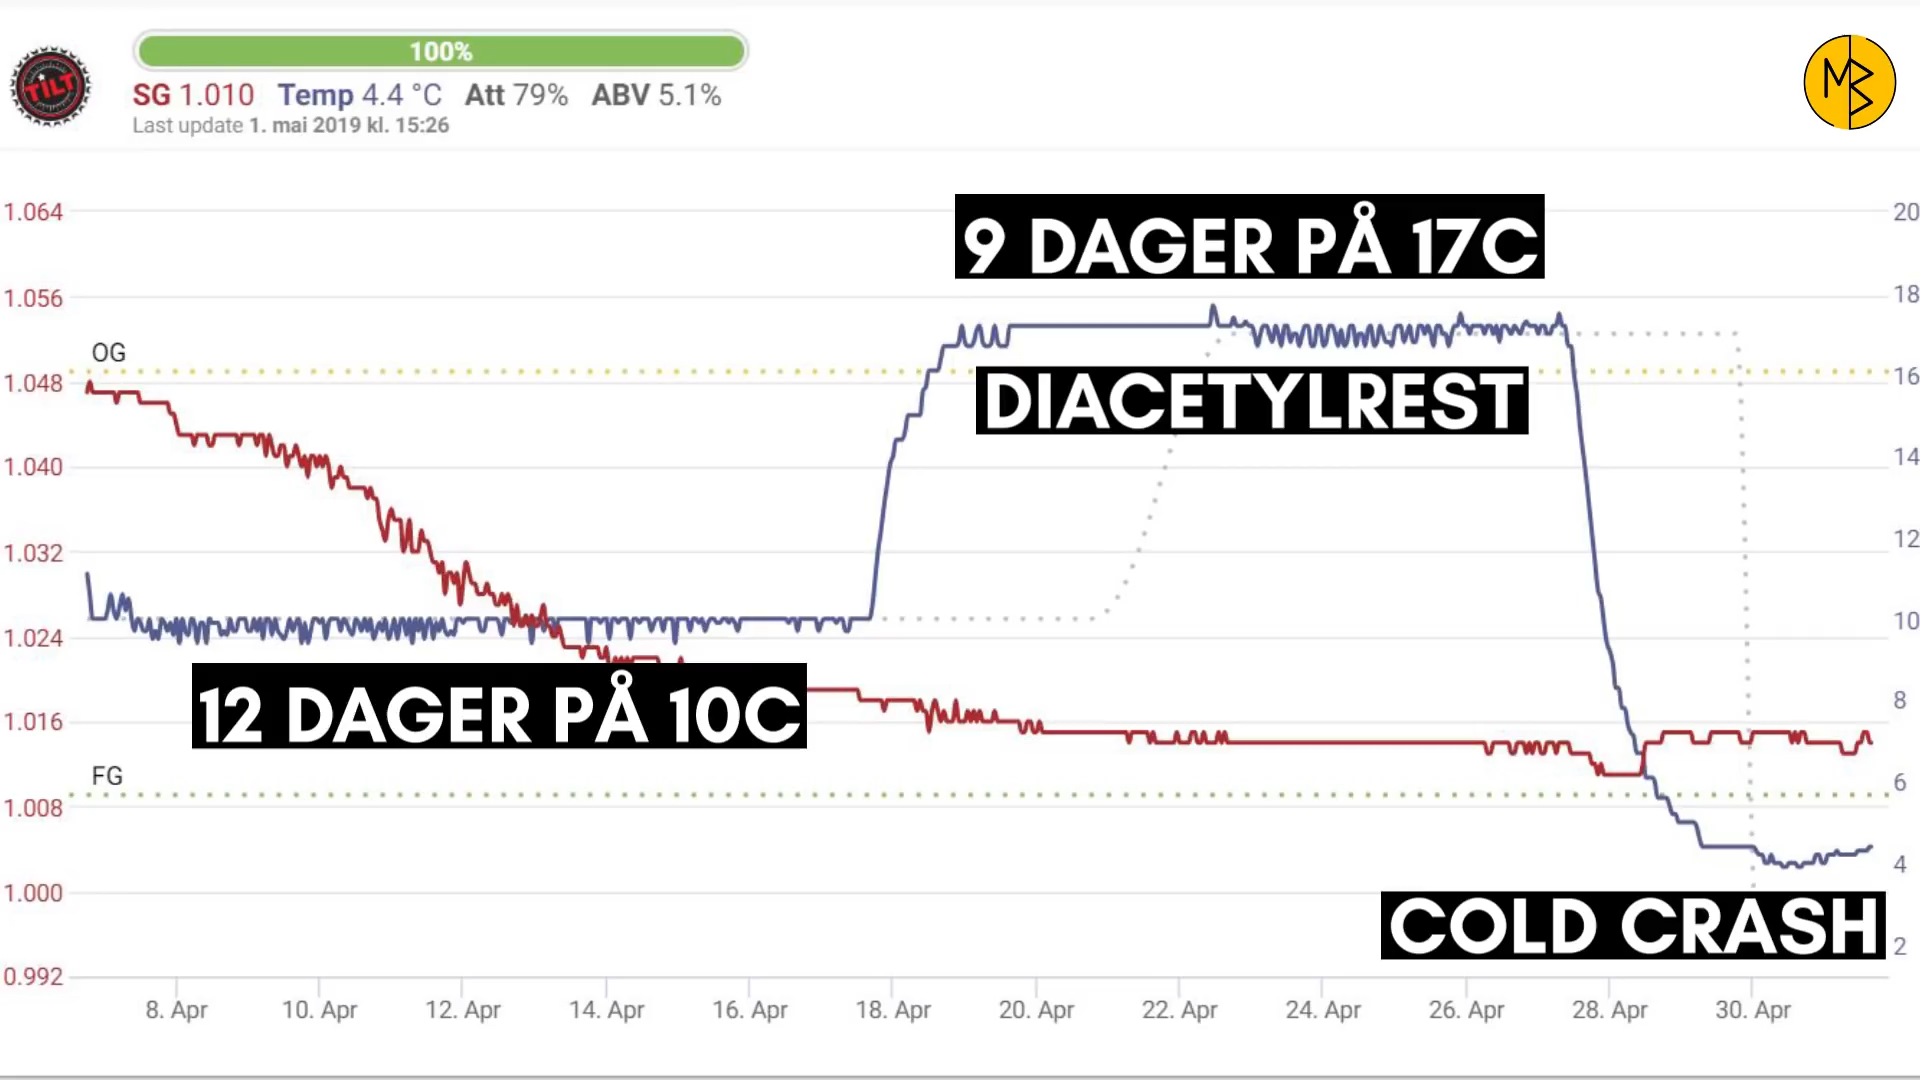 100%
TILT
SG 1.010 Temp 4.4 °C Att 79% ABV 5.1%
Last update 1. mai 2019 kl. 15:26
MB
1.064
20
9 DAGER PÅ 17C
1.056
18
OG
1.048
16
DIACETYLREST
1.040
14
1.032
12
1.024
10
12 DAGER PÅ 10C
1.016
8
FG
1.008
6
4
1.000
COLD CRASH
2
0.992
8. Apr 10. Apr 12. Apr 14. Apr 16. Apr 18. Apr 20. Apr 22. Apr 24. Apr 26. Apr 28. Apr 30. Apr